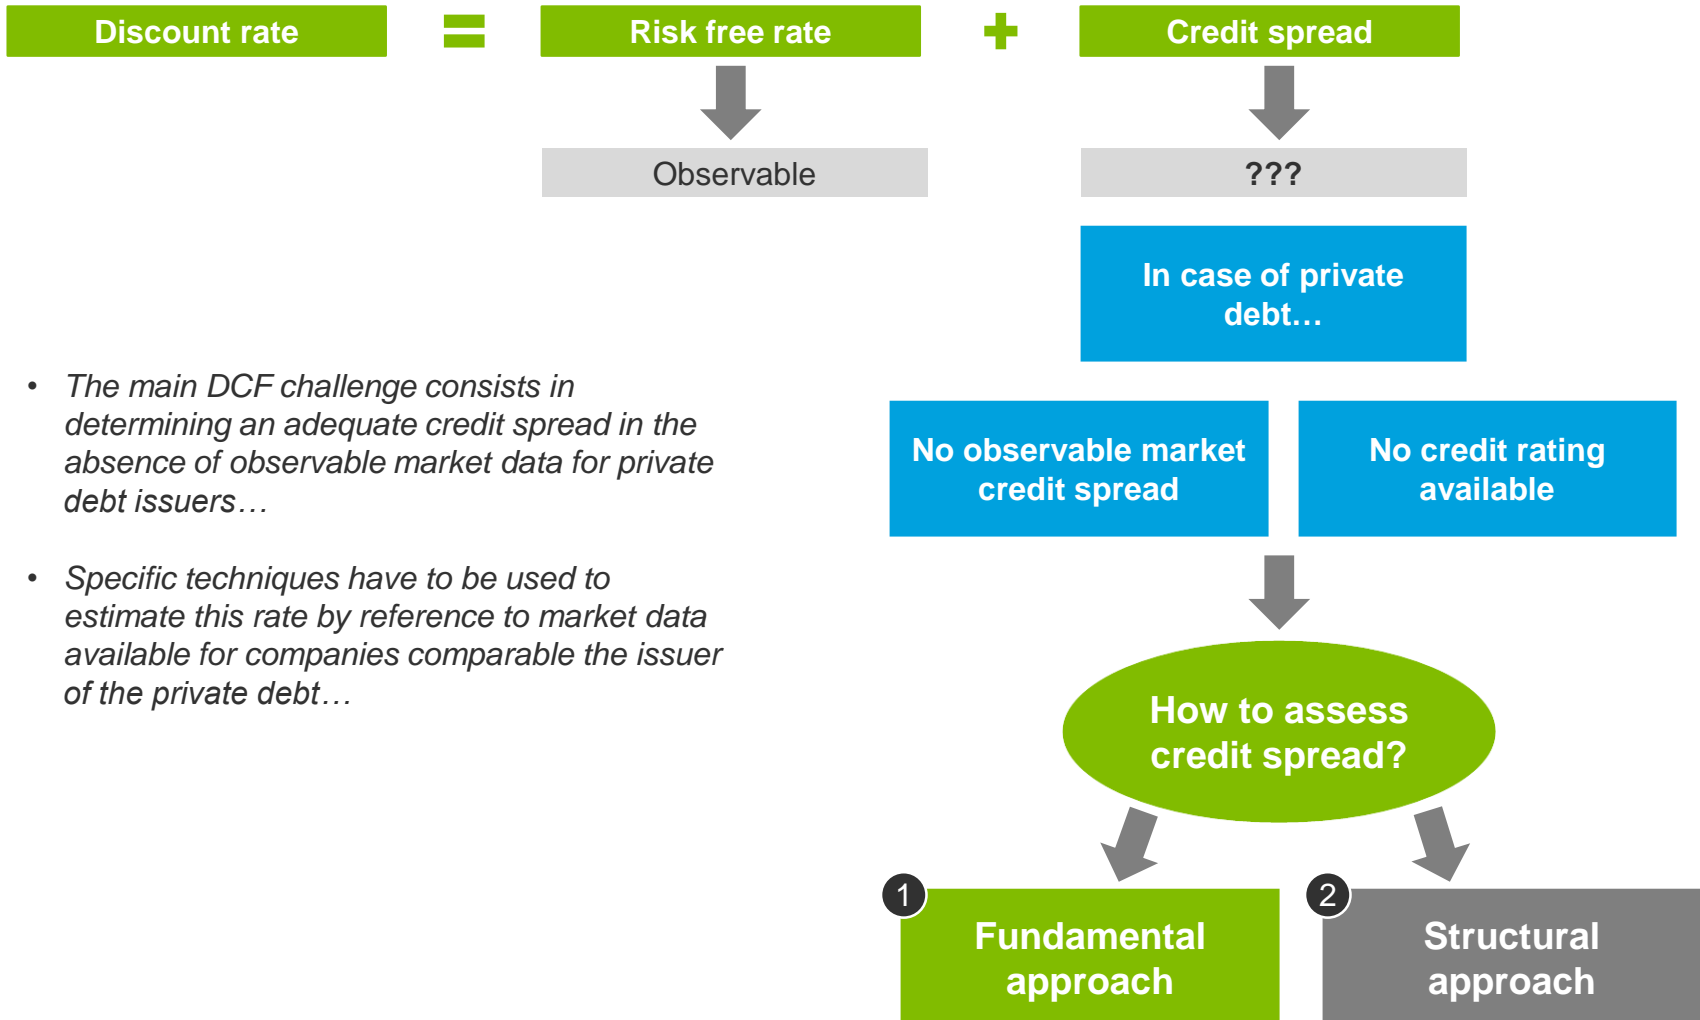 Discount rate = Risk free rate + Credit spread
Observable
???
In case of private
debt…
• The main DCF challenge consists in
determining an adequate credit spread in the
absence of observable market data for private
debt issuers…
• Specific techniques have to be used to
estimate this rate by reference to market data
available for companies comparable the issuer
of the private debt…
No observable market
credit spread
No credit rating
available
How to assess
credit spread?
1
Fundamental
approach
2
Structural
approach